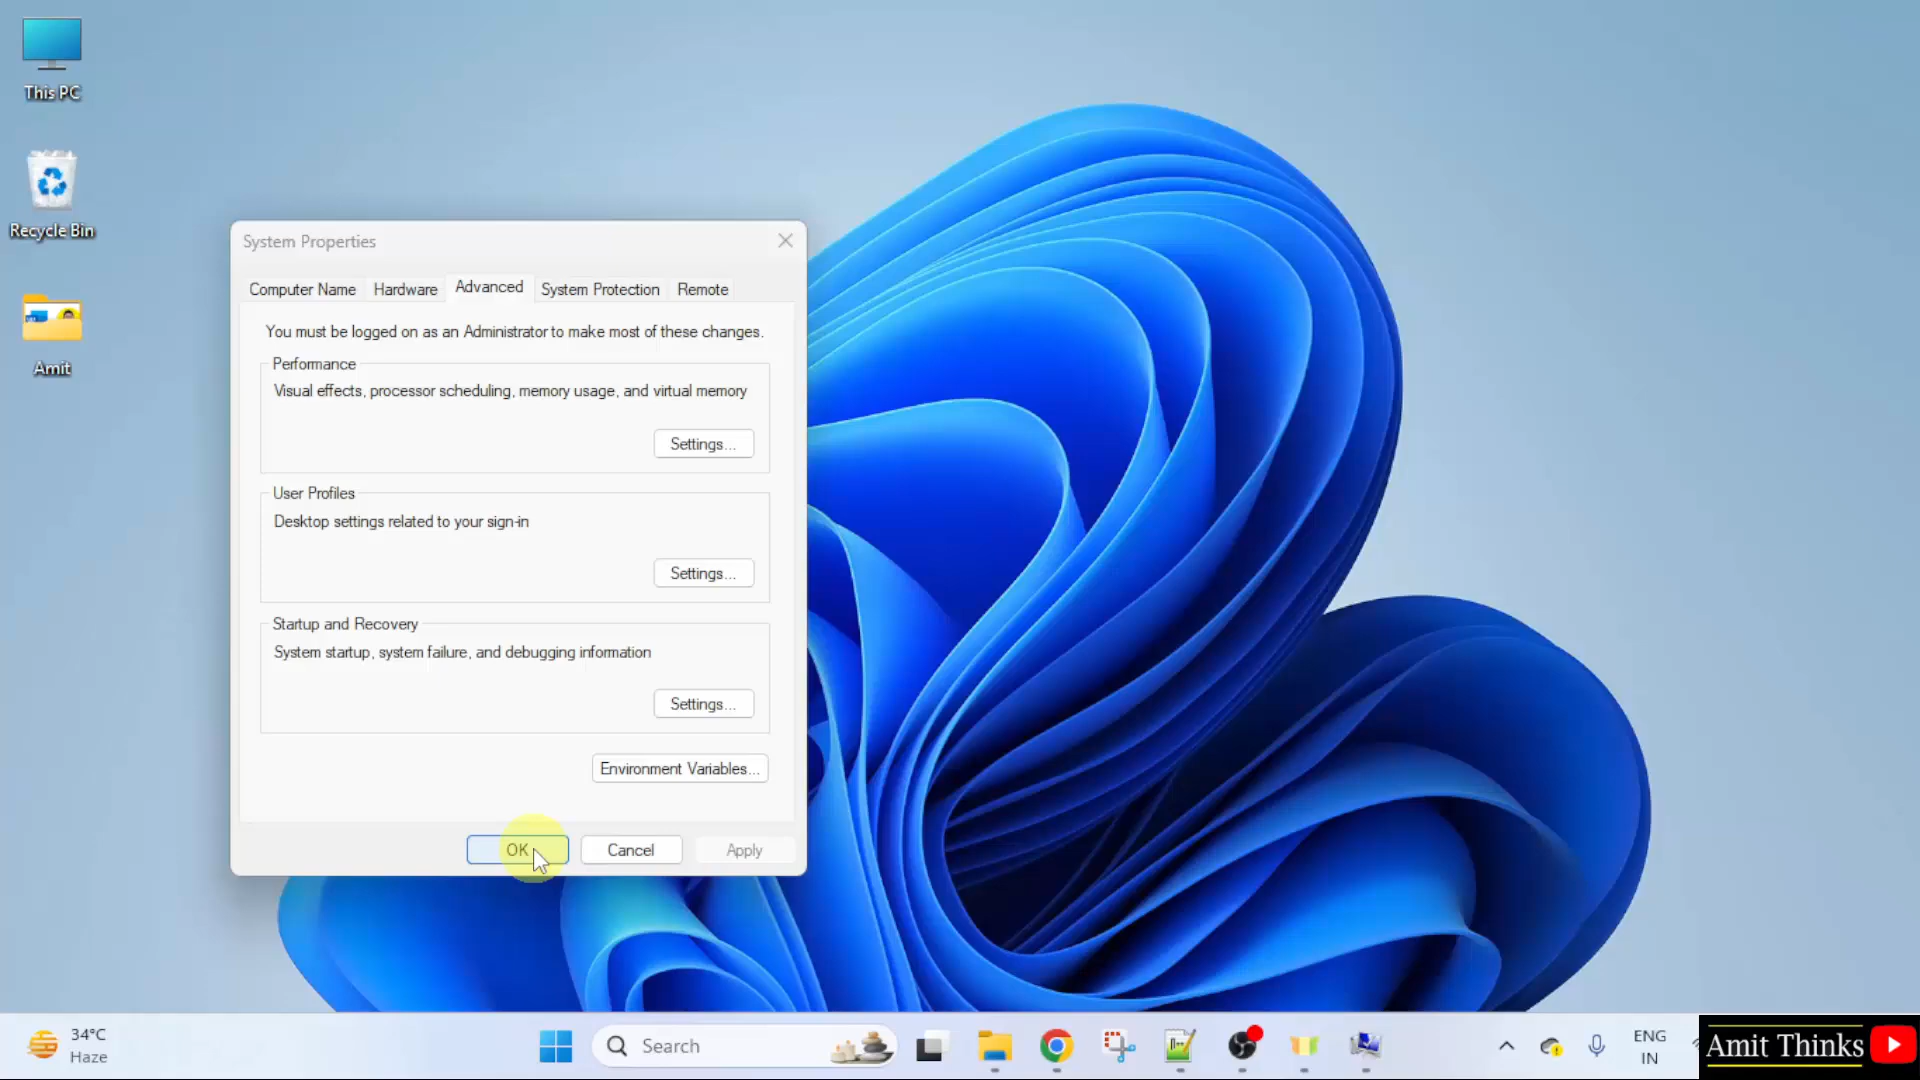 This PC
Recycle Bin
Amit
System Properties
Computer Name
Hardware
Advanced
System Protection
Remote
You must be logged on as an Administrator to make most of these changes.
Performance
Visual effects, processor scheduling, memory usage, and virtual memory
Settings...
User Profiles
Desktop settings related to your sign-in
Settings...
Startup and Recovery
System startup, system failure, and debugging information
Settings...
Environment Variables...
OK
Cancel
Apply
34°C
Haze
Search
ENG
IN
Amit Thinks